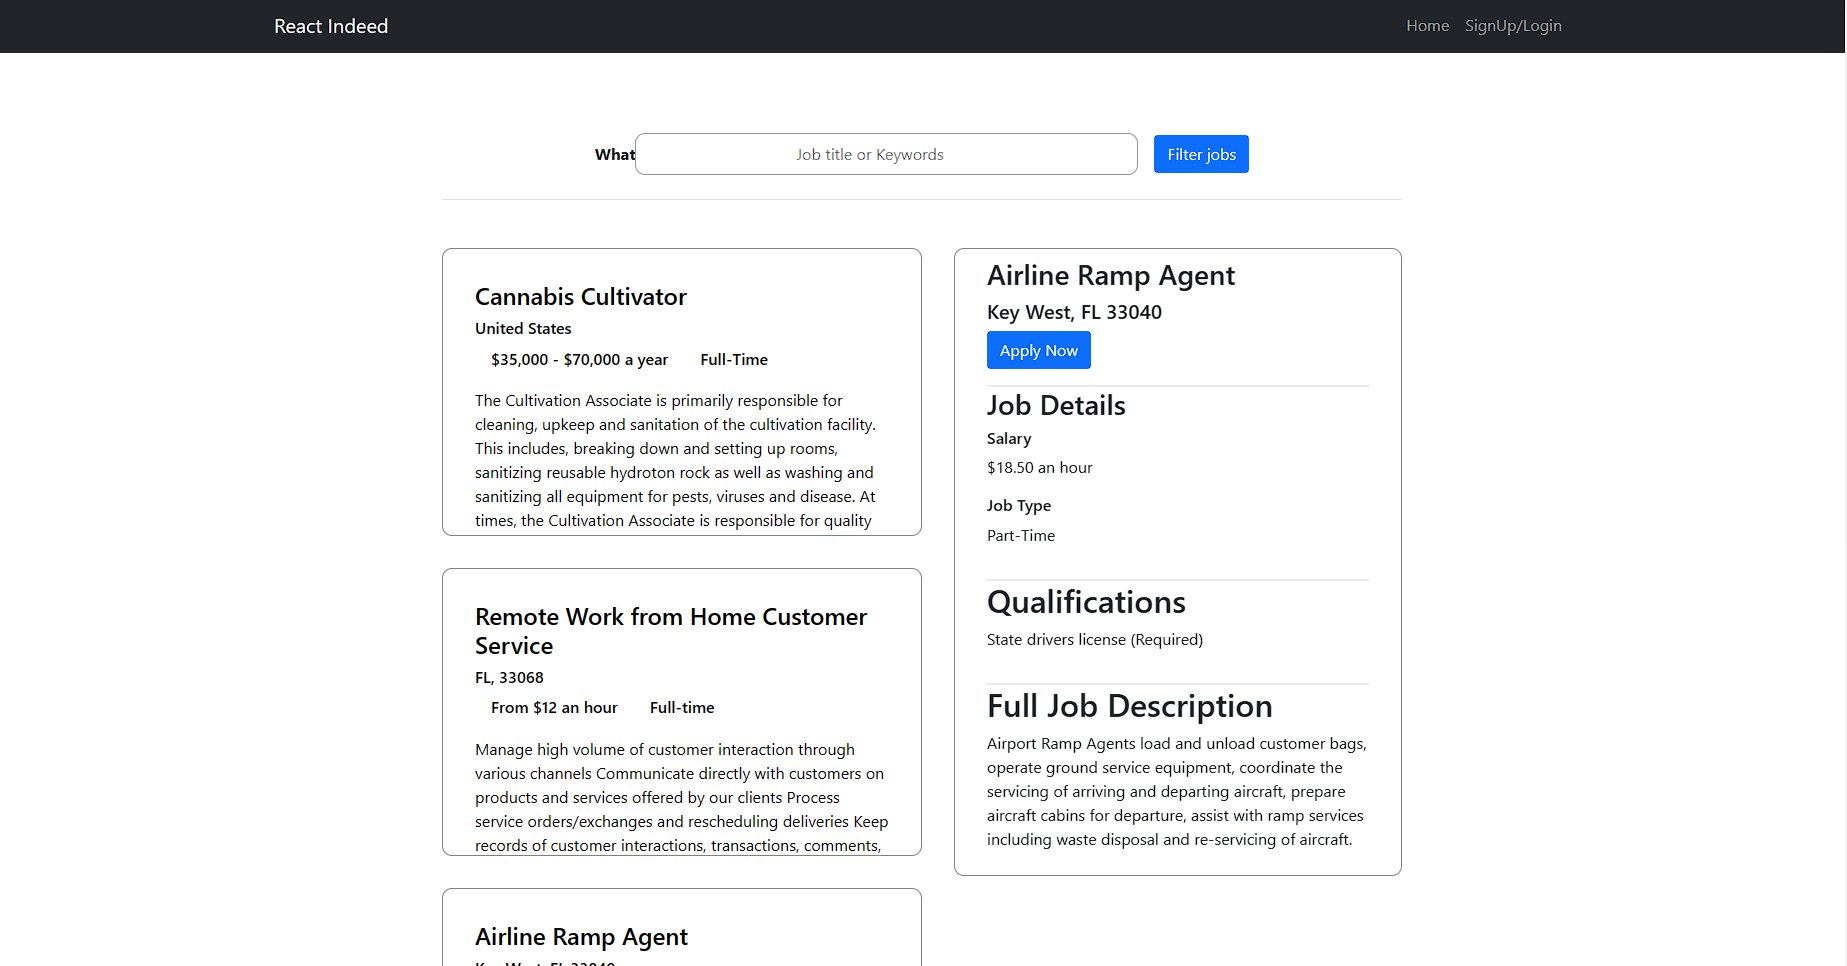 React Indeed
Home SignUp/Login
What Job title or Keywords Filter jobs
Cannabis Cultivator
United States
$35,000 - $70,000 a year Full-Time
The Cultivation Associate is primarily responsible for
cleaning, upkeep and sanitation of the cultivation facility.
This includes, breaking down and setting up rooms,
sanitizing reusable hydroton rock as well as washing and
sanitizing all equipment for pests, viruses and disease. At
times, the Cultivation Associate is responsible for quality
Remote Work from Home Customer
Service
FL, 33068
From $12 an hour Full-time
Manage high volume of customer interaction through
various channels Communicate directly with customers on
products and services offered by our clients Process
service orders/exchanges and rescheduling deliveries Keep
records of customer interactions, transactions, comments,
Airline Ramp Agent
Key West, FL 33040
Airline Ramp Agent
Key West, FL 33040
Apply Now
Job Details
Salary
$18.50 an hour
Job Type
Part-Time
Qualifications
State drivers license (Required)
Full Job Description
Airport Ramp Agents load and unload customer bags,
operate ground service equipment, coordinate the
servicing of arriving and departing aircraft, prepare
aircraft cabins for departure, assist with ramp services
including waste disposal and re-servicing of aircraft.